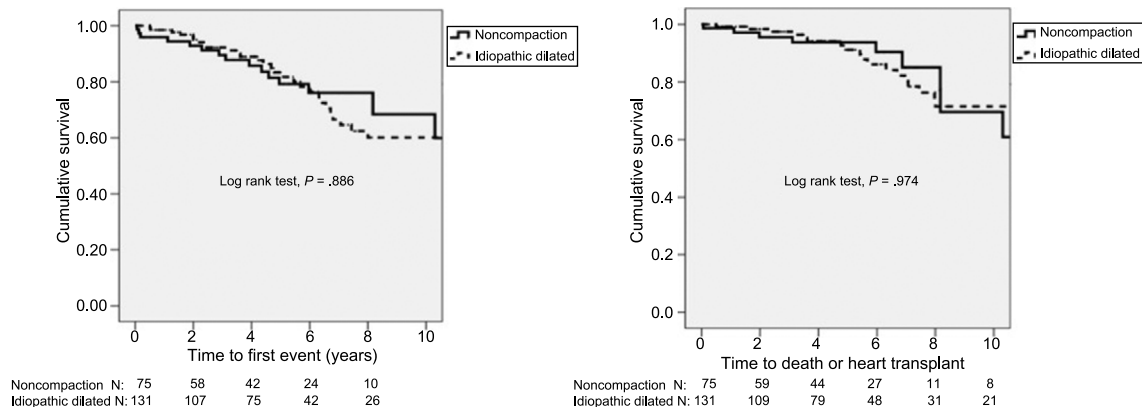 1.00
0.80
0.60
0.40
0.20
0.00
Cumulative survival
Noncompaction
Idiopathic dilated
Log rank test, P = .886
0 2 4 6 8 10
Time to first event (years)
Noncompaction N: 75 58 42 24 10
Idiopathic dilated N: 131 107 75 42 26
1.0
0.8
0.6
0.4
0.2
0.0
Cumulative survival
Noncompaction
Idiopathic dilated
Log rank test, P = .974
0 2 4 6 8 10
Time to death or heart transplant
Noncompaction N: 75 59 44 27 11 8
Idiopathic dilated N: 131 109 79 48 31 21